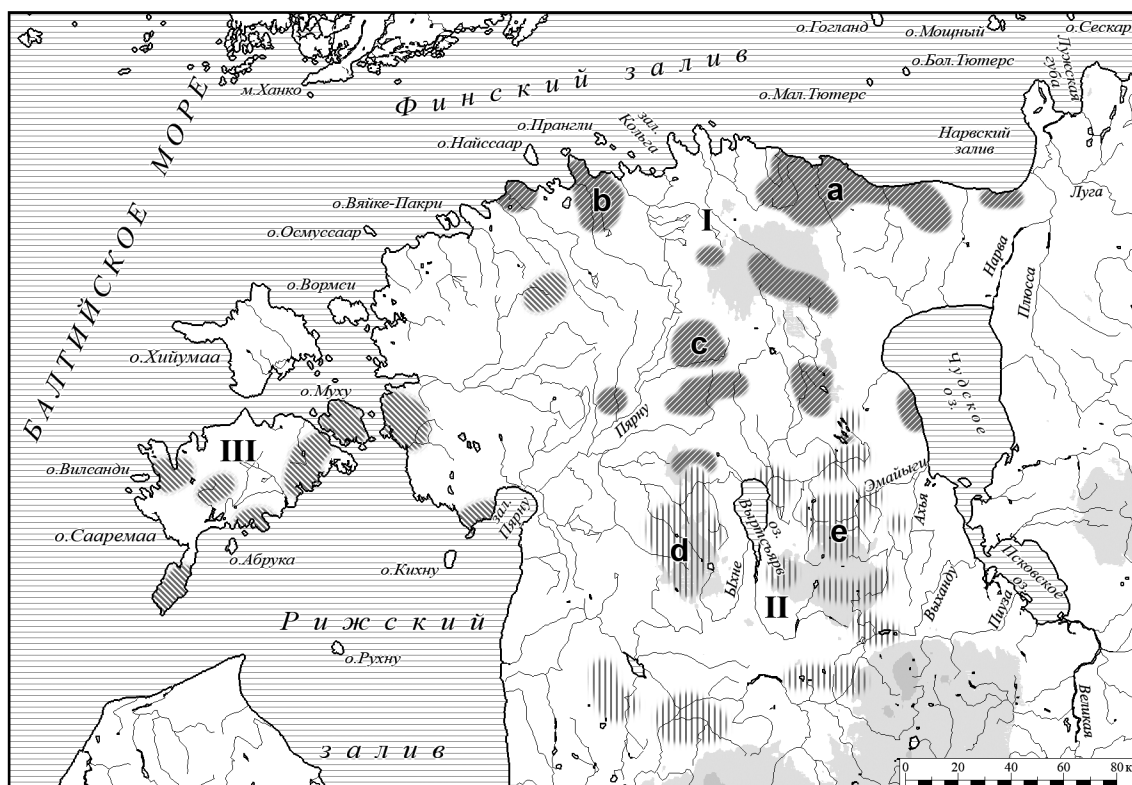 о.Гогланд
о.Мощный
о.Сескар
м.Ханко
Финский залив
о.Бол.Тютерс
о.Мал.Тютерс
Лужская
губа
БАЛТИЙСКОЕ МОРЕ
о.Прангли
о.Найссаар
зал.
Кольга
Нарвский
залив
Луга
о.Вяйке-Пакри
о.Осмуссаар
a
b
I
Нарва
Плюсса
о.Вормси
о.Хийумаа
c
Чудское
оз.
о.Муху
Пярну
III
о.Вилсанди
Эмайыги
Ахья
зал.
Пярну
оз.
Выртсъярв
о.Сааремаа
о.Абрука
о.Кихну
d
e
Ыхне
II
Выханду
Псковское
оз.
Пиуза
Рижский
о.Рухну
Великая
залив
0 20 40 60 80 к